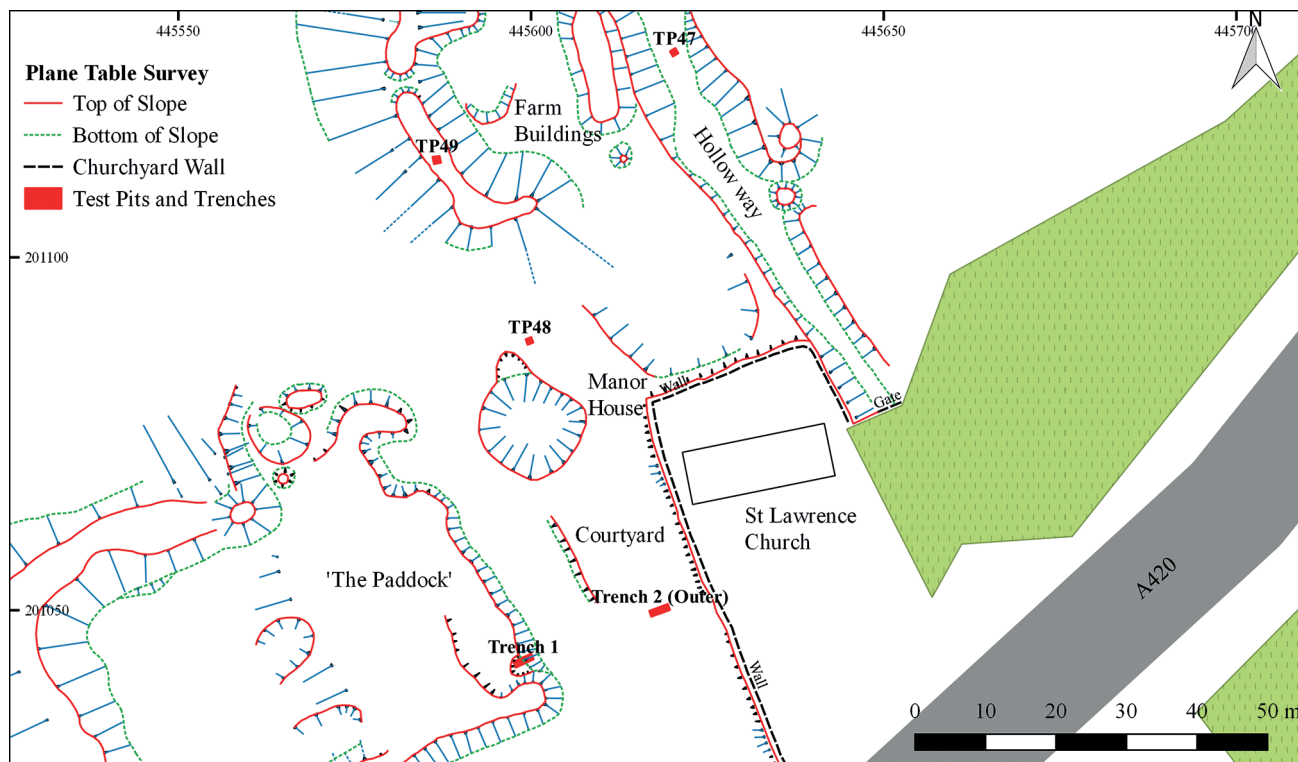 445550
445600
445650
44570
N
TP47
Plane Table Survey
Top of Slope
Bottom of Slope
Churchyard Wall
Test Pits and Trenches
Farm
Buildings
TP49
Hollow way
201100
TP48
Manor
House
Wall
Gate
St Lawrence
Church
Courtyard
'The Paddock'
A420
201050
Trench 2 (Outer)
Trench 1
Wall
0 10 20 30 40 50 m